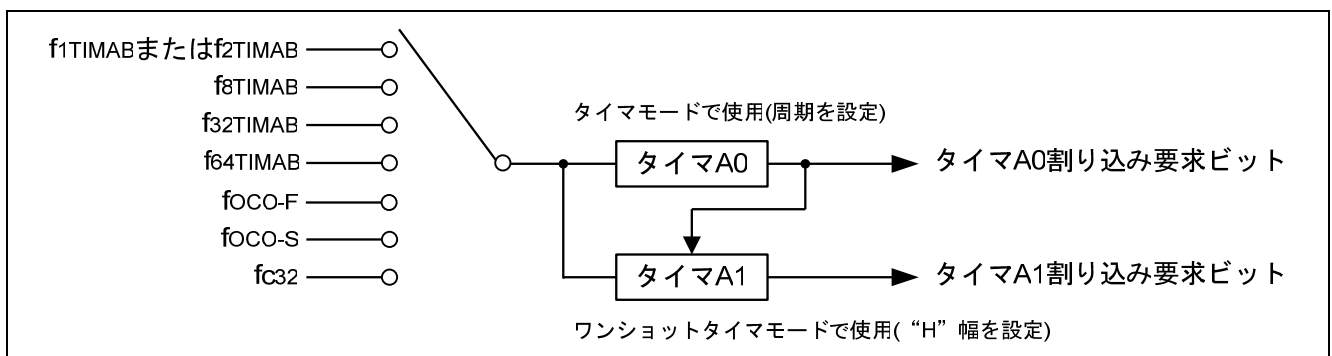 f1TIMABまたはf2TIMAB
f8TIMAB
f32TIMAB
f64TIMAB
fOCO-F
fOCO-S
fC32
タイマモードで使用(周期を設定)
タイマA0
タイマA0割り込み要求ビット
タイマA1
タイマA1割り込み要求ビット
ワンショットタイマモードで使用(“H”幅を設定)